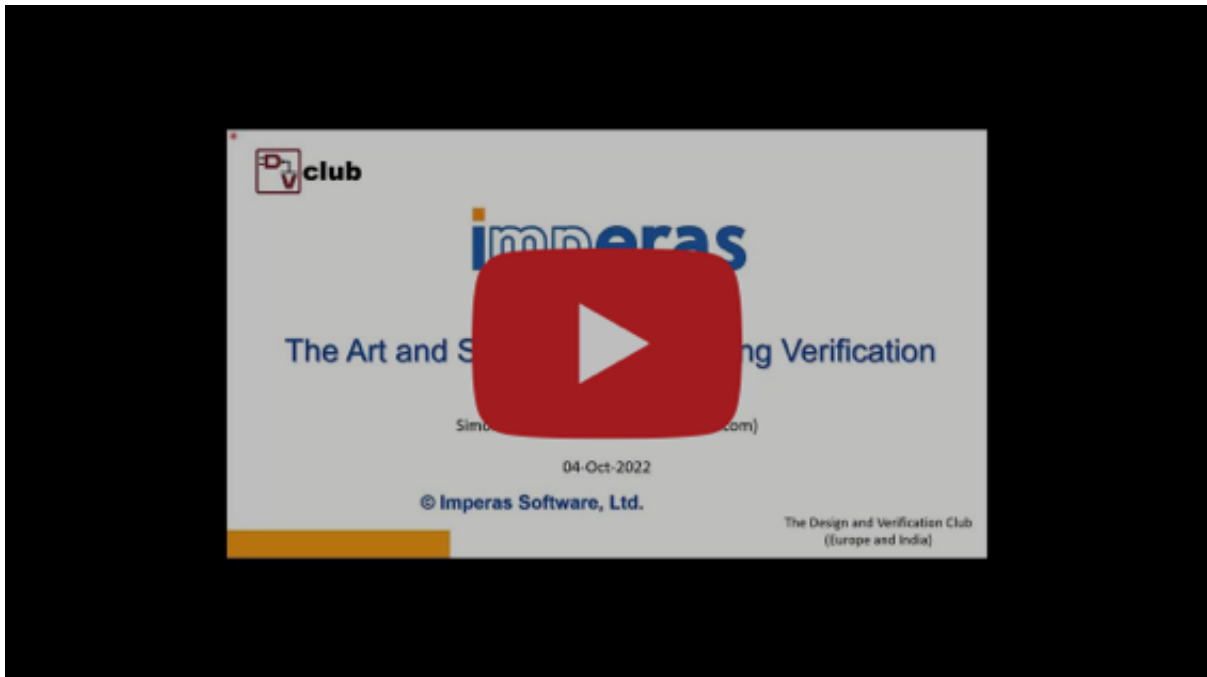 DV club
imperas
The Art and S ng Verification
Sim com)
04-Oct-2022
© Imperas Software, Ltd.
The Design and Verification Club
(Europe and India)